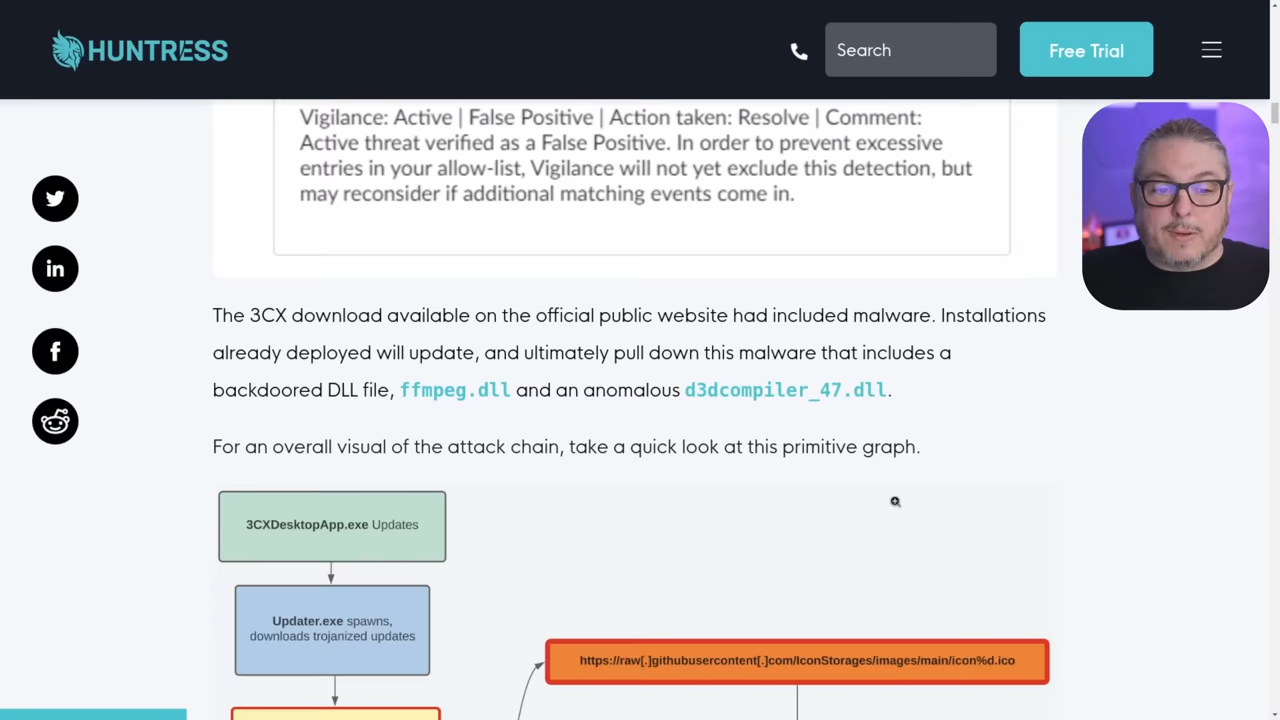 HUNTRESS
Search
Free Trial
Vigilance: Active | False Positive | Action taken: Resolve | Comment:
Active threat verified as a False Positive. In order to prevent excessive
entries in your allow-list, Vigilance will not yet exclude this detection, but
may reconsider if additional matching events come in.
The 3CX download available on the official public website had included malware. Installations
already deployed will update, and ultimately pull down this malware that includes a
backdoored DLL file, ffmpeg.dll and an anomalous d3dcompiler_47.dll.
For an overall visual of the attack chain, take a quick look at this primitive graph.
3CXDesktopApp.exe Updates
Updater.exe spawns,
downloads trojanized updates
https://raw[.]githubusercontent[.]com/IconStorages/images/main/icon%d.ico